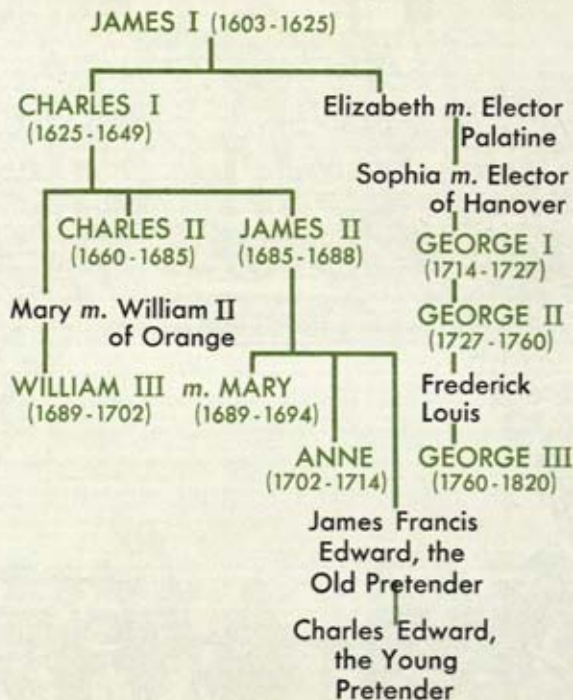 JAMES I (1603-1625)
CHARLES I
(1625-1649)
Elizabeth m. Elector
Palatine
Sophia m. Elector
of Hanover
CHARLES II
(1660-1685)
JAMES II
(1685-1688)
GEORGE I
(1714-1727)
Mary m. William II
of Orange
GEORGE II
(1727-1760)
WILLIAM III m. MARY
(1689-1702) (1689-1694)
Frederick
Louis
ANNE
(1702-1714)
GEORGE III
(1760-1820)
James Francis
Edward, the
Old Pretender
Charles Edward,
the Young
Pretender